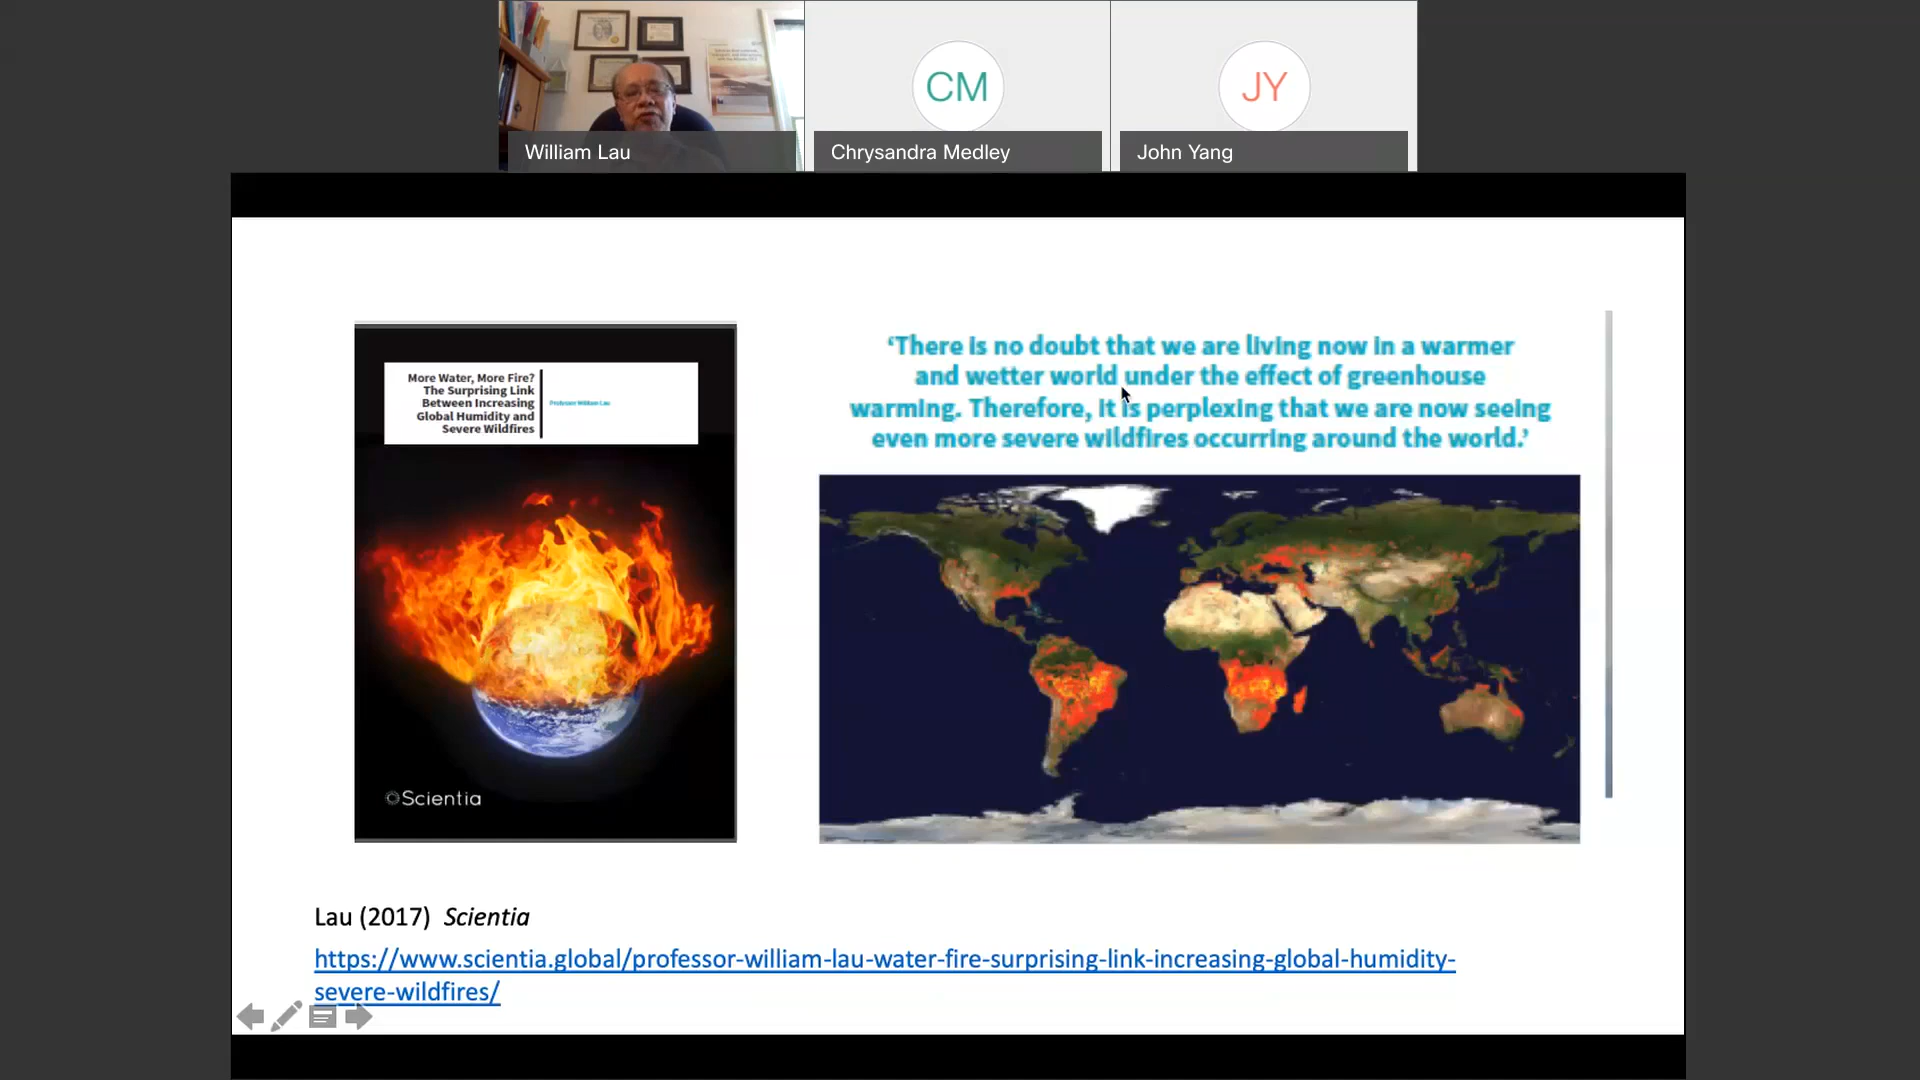 CM
JY
William Lau
Chrysandra Medley
John Yang
More Water, More Fire?
The Surprising Link
Between Increasing
Global Humidity and
Severe Wildfires
Professor William Lau
Scientia
‘There is no doubt that we are living now in a warmer
and wetter world under the effect of greenhouse
warming. Therefore, it is perplexing that we are now seeing
even more severe wildfires occurring around the world.’
Lau (2017) Scientia
https://www.scientia.global/professor-william-lau-water-fire-surprising-link-increasing-global-humidity-
severe-wildfires/